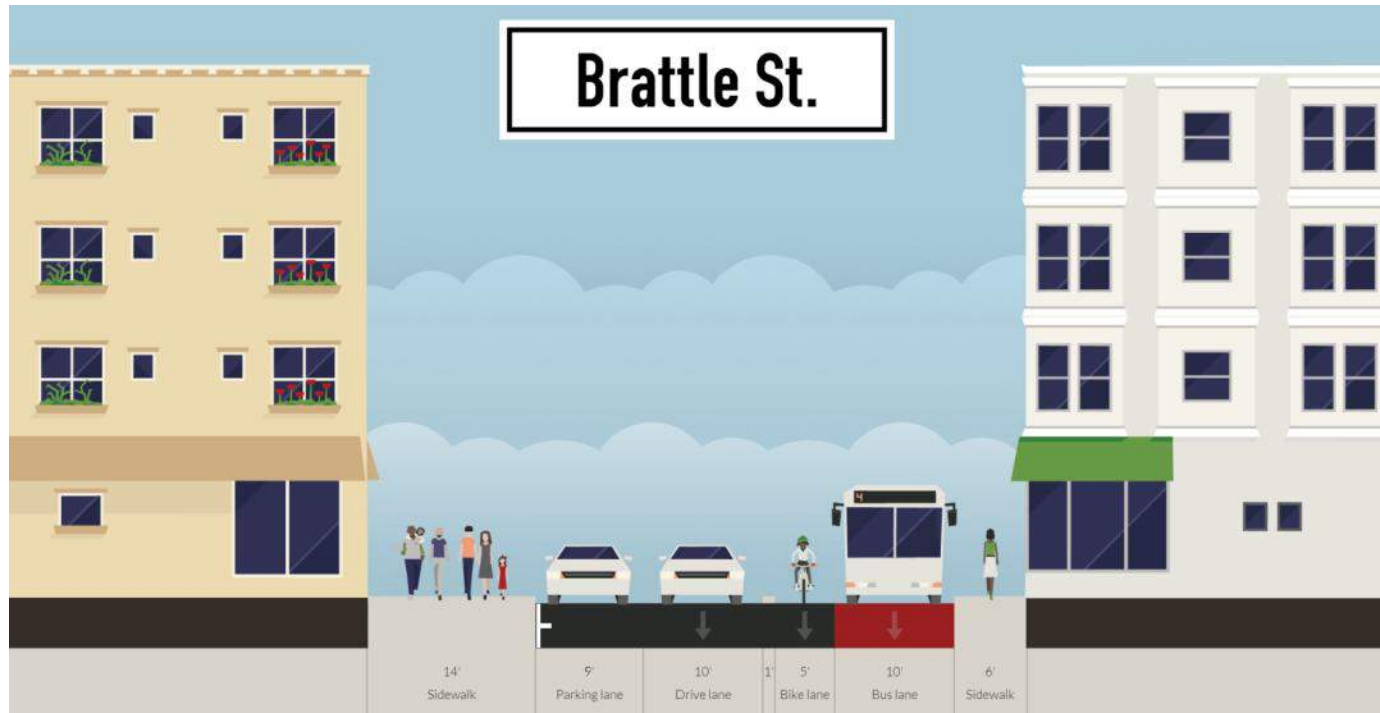 Brattle St.
4
14' 9' 10' 1' 5' 10' 6'
Sidewalk Parking lane Drive lane Bike lane Bus lane Sidewalk